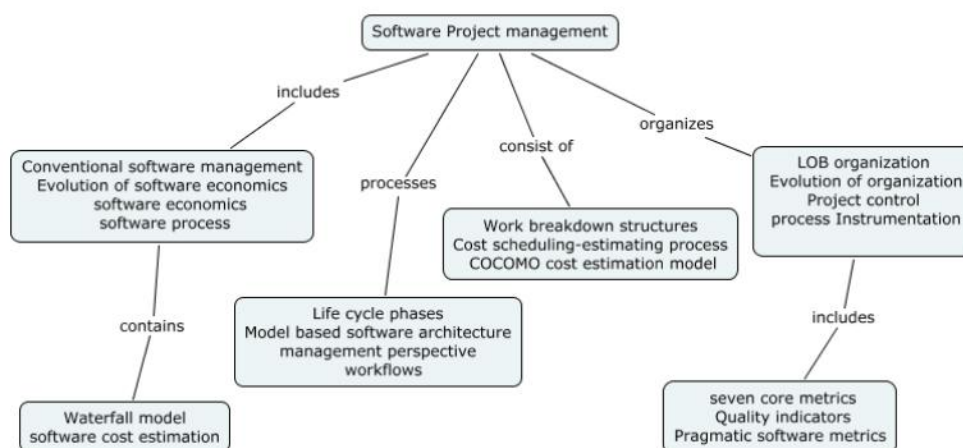 Software Project management
includes
organizes
consist of
processes
Conventional software management
Evolution of software economics
software economics
software process
LOB organization
Evolution of organization
Project control
process Instrumentation
Work breakdown structures
Cost scheduling-estimating process
COCOMO cost estimation model
Life cycle phases
Model based software architecture
management perspective
workflows
contains
includes
Waterfall model
software cost estimation
seven core metrics
Quality indicators
Pragmatic software metrics